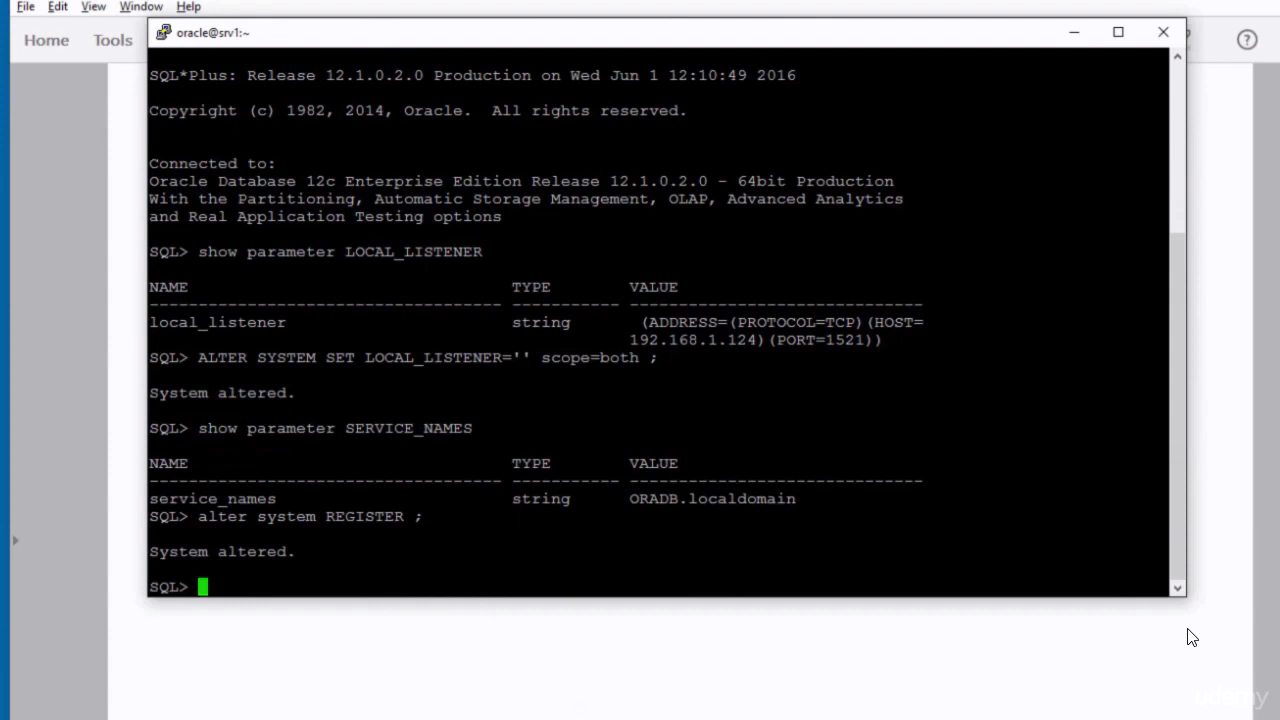 File Edit View Window Help
Home Tools
oracle@srv1:~
SQL*Plus: Release 12.1.0.2.0 Production on Wed Jun 1 12:10:49 2016
Copyright (c) 1982, 2014, Oracle.  All rights reserved.
Connected to:
Oracle Database 12c Enterprise Edition Release 12.1.0.2.0 - 64bit Production
With the Partitioning, Automatic Storage Management, OLAP, Advanced Analytics
and Real Application Testing options
SQL> show parameter LOCAL_LISTENER
NAME TYPE VALUE
------------------------------------ ----------- ------------------------------
local_listener string (ADDRESS=(PROTOCOL=TCP)(HOST=
192.168.1.124)(PORT=1521))
SQL> ALTER SYSTEM SET LOCAL_LISTENER='' scope=both ;
System altered.
SQL> show parameter SERVICE_NAMES
NAME TYPE VALUE
------------------------------------ ----------- ------------------------------
service_names string ORADB.localdomain
SQL> alter system REGISTER ;
System altered.
SQL>
udemy